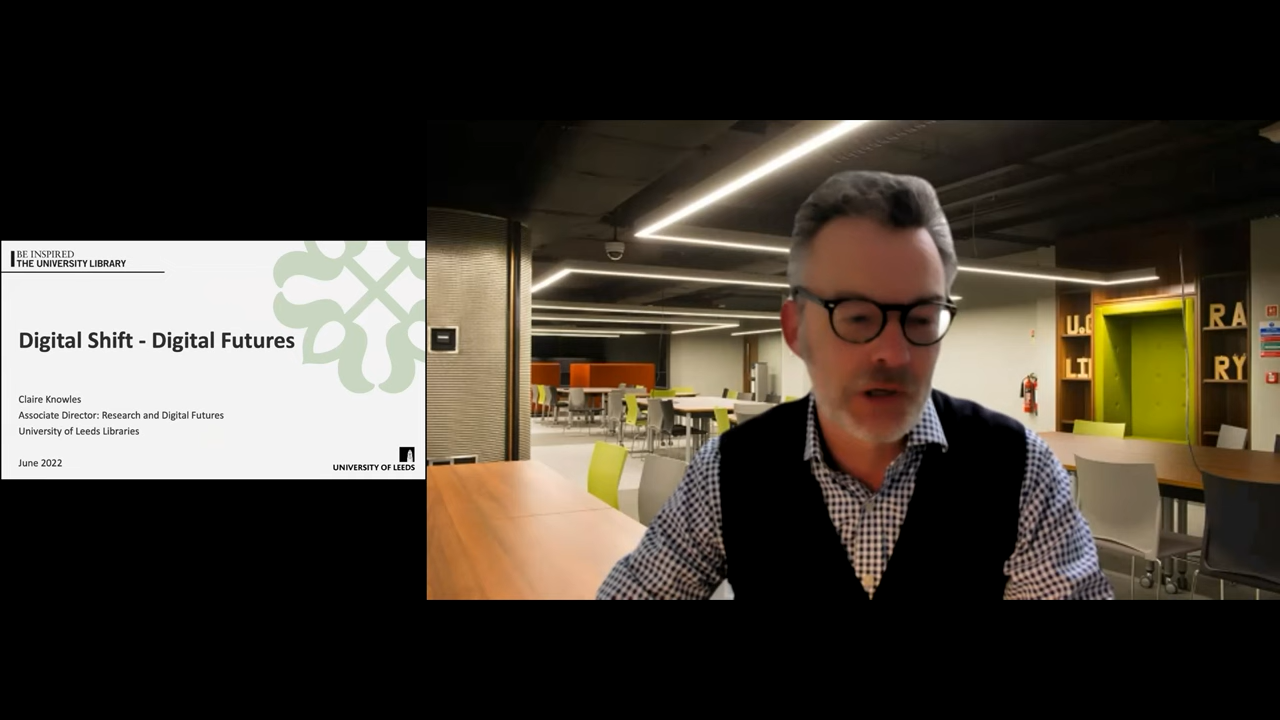 BE INSPIRED
THE UNIVERSITY LIBRARY
Digital Shift - Digital Futures
Claire Knowles
Associate Director: Research and Digital Futures
University of Leeds Libraries
June 2022
UNIVERSITY OF LEEDS
RA
LI
RY